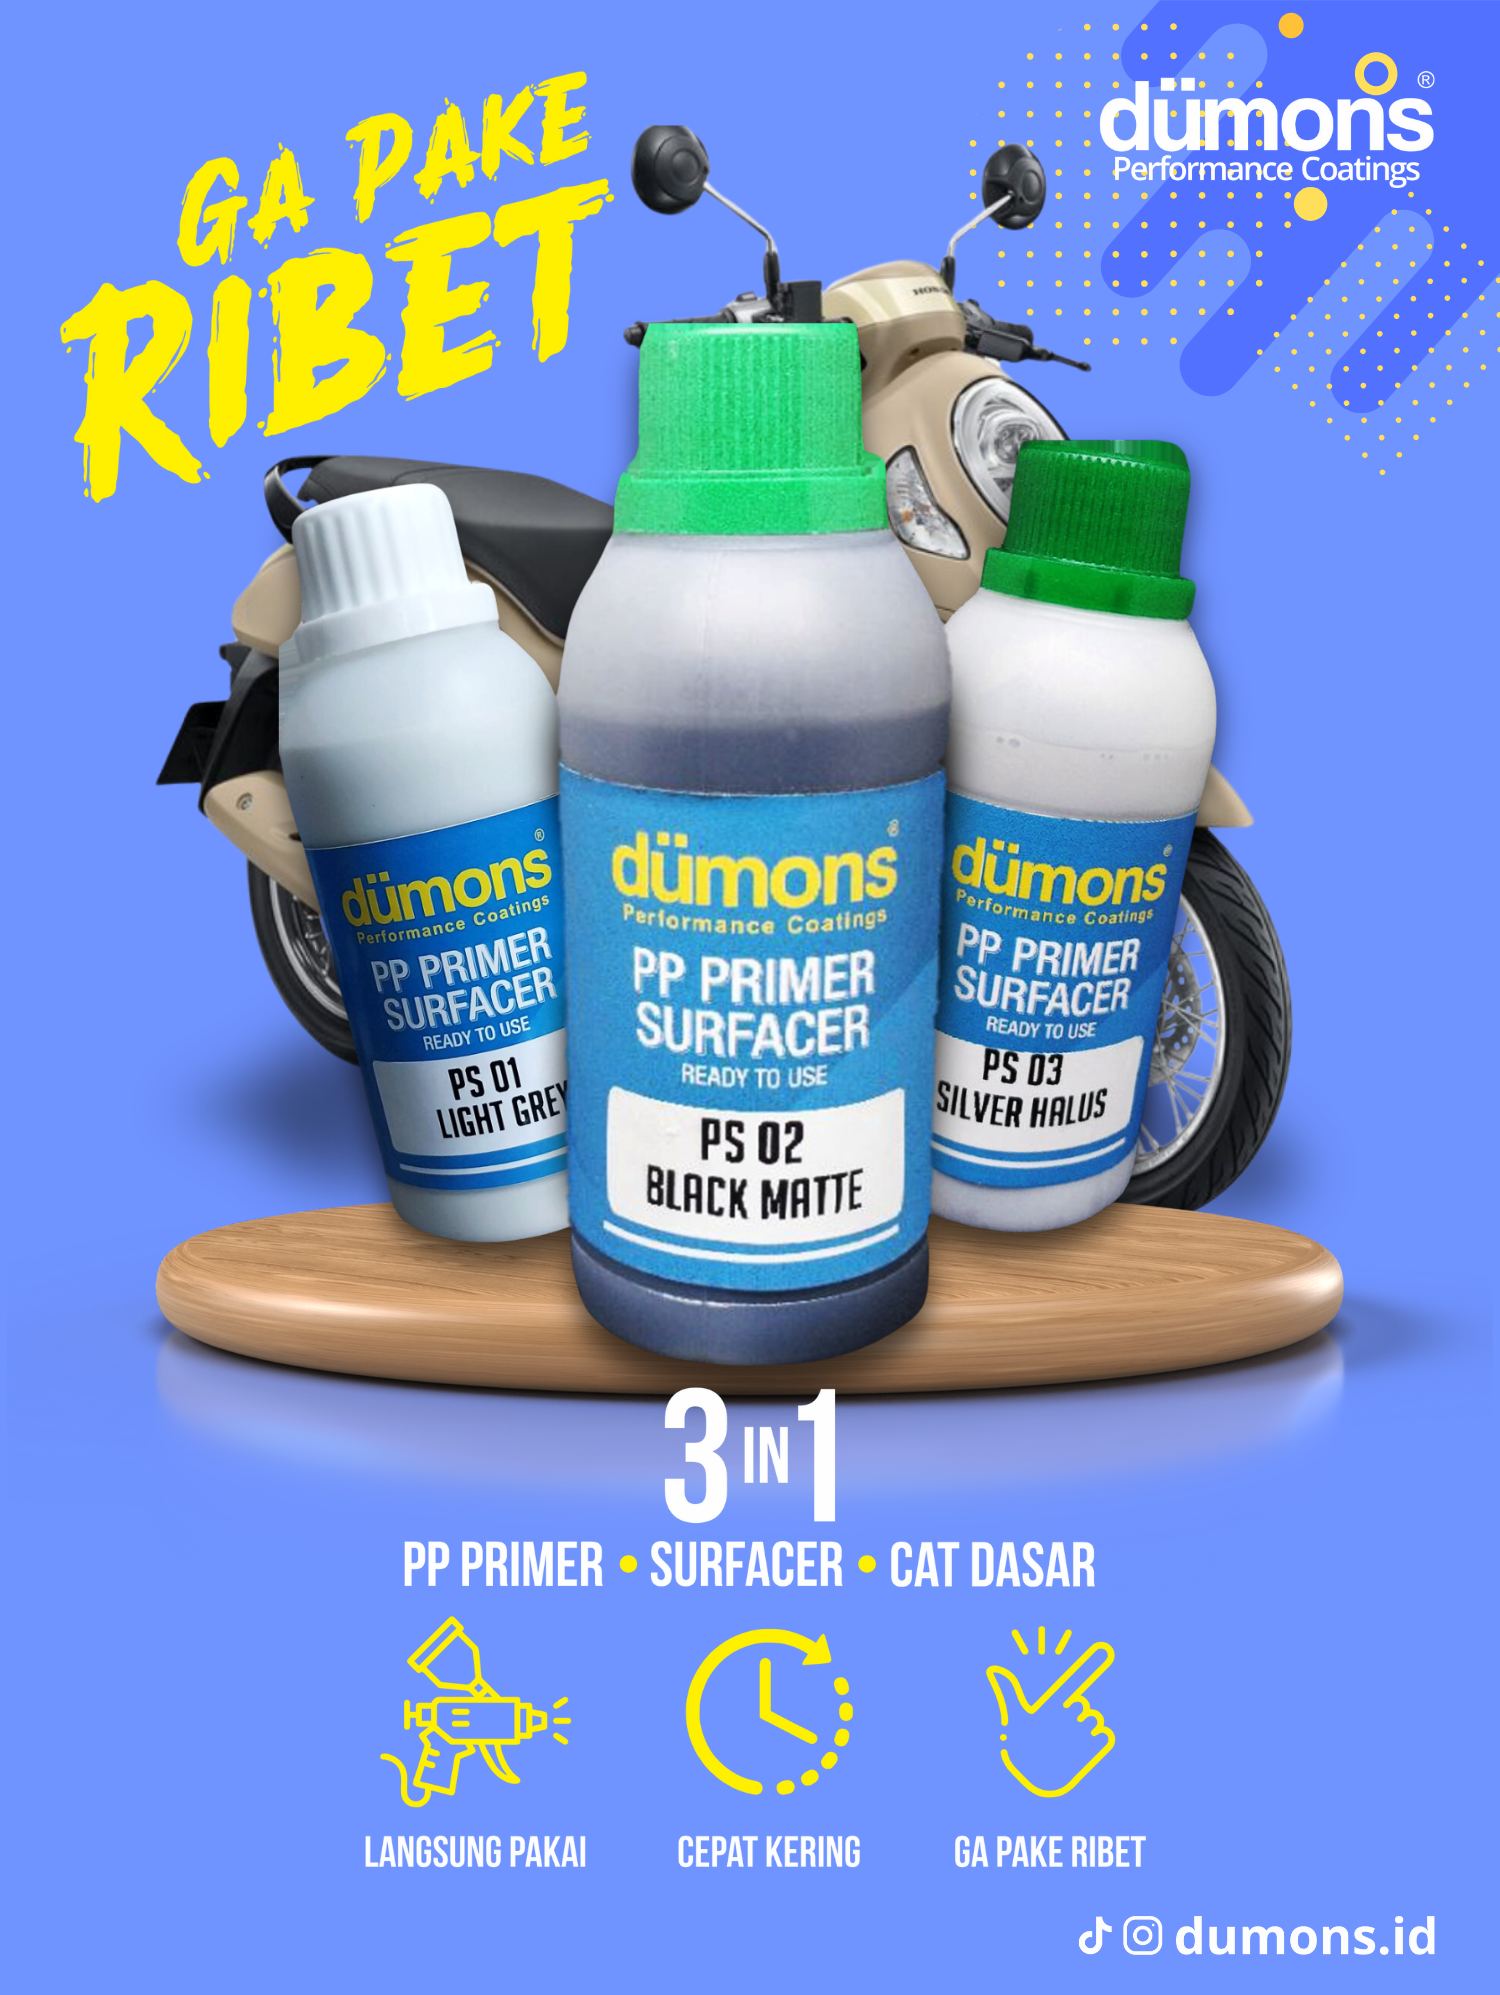 GA PAKE
RIBET
dümons®
Performance Coatings
HONDA
dümons®
Performance Coatings
PP PRIMER
SURFACER
READY TO USE
PS 01
LIGHT GREY
dümons®
Performance Coatings
PP PRIMER
SURFACER
READY TO USE
PS 02
BLACK MATTE
dümons®
Performance Coatings
PP PRIMER
SURFACER
READY TO USE
PS 03
SILVER HALUS
3 IN 1
PP PRIMER • SURFACER • CAT DASAR
LANGSUNG PAKAI
CEPAT KERING
GA PAKE RIBET
dumons.id